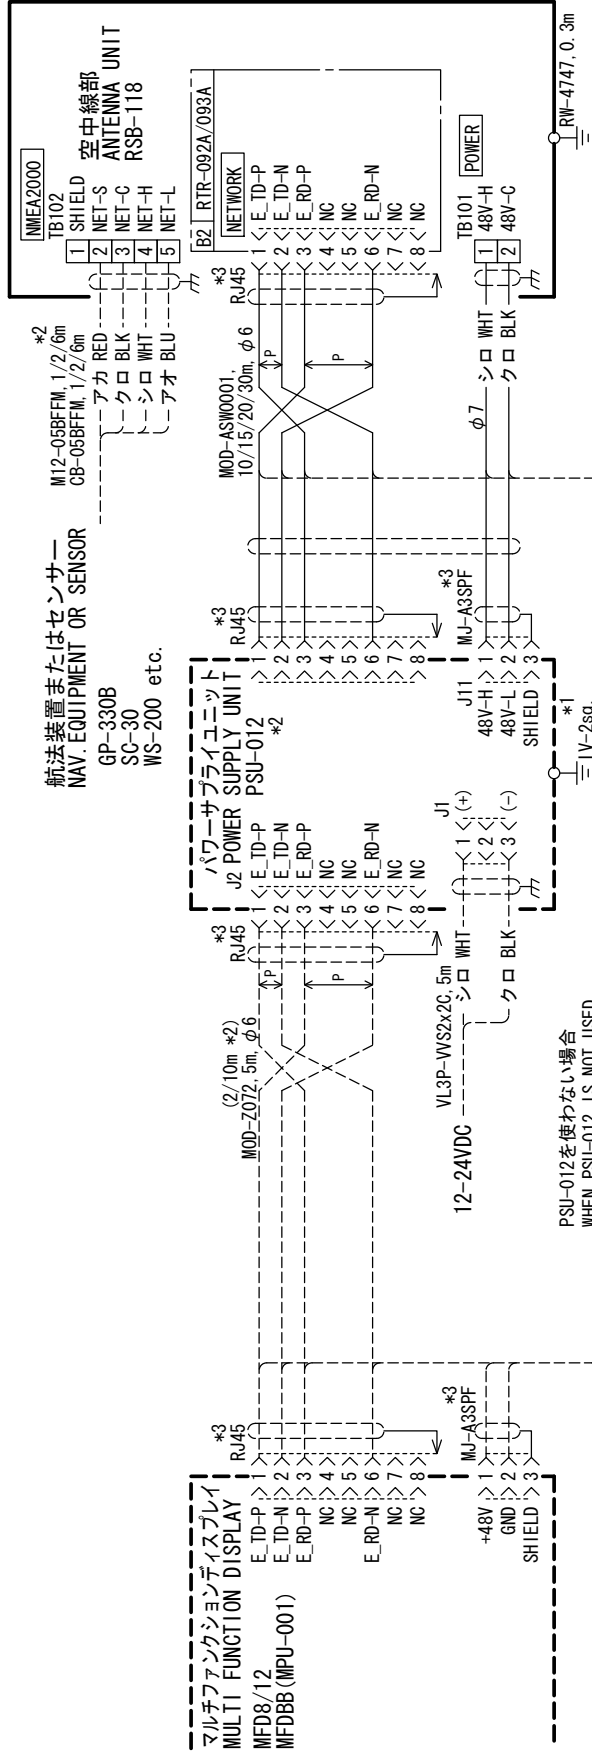 NMEA2000
TB102
1 SHIELD
2 NET-S
3 NET-C
4 NET-H
5 NET-L
空中線部
ANTENNA UNIT
RSB-118
B2 RTR-092A/093A
NETWORK
1 E_TD-P
2 E_TD-N
3 E_RD-P
4 NC
5 NC
6 E_RD-N
7 NC
8 NC
*3
RJ45
POWER
TB101
1 48V-H
2 48V-C
RW-4747, 0.3m
*2
M12-05BFFM, 1/2/6m
CB-05BFFM, 1/2/6m
アカ RED
クロ BLK
シロ WHT
アオ BLU
航法装置またはセンサー
NAV. EQUIPMENT OR SENSOR
GP-330B
SC-30
WS-200 etc.
P
P
MOD-ASW0001,
10/15/20/30m, φ6
シロ WHT
クロ BLK
φ7
*3
RJ45
1
2
3
4
5
6
7
8
*3
MJ-A3SPF
J11
48V-H 1
48V-L 2
SHIELD 3
*1
IV-2sq.
パワーサプライユニット
POWER SUPPLY UNIT
PSU-012
*2
J2
1 E_TD-P
2 E_TD-N
3 E_RD-P
4 NC
5 NC
6 E_RD-N
7 NC
8 NC
J1
1 (+)
2
3 (-)
*3
RJ45
P
P
(2/10m *2)
MOD-Z072, 5m, φ6
VL3P-VVS2x2C, 5m
シロ WHT
クロ BLK
12-24VDC
PSU-012を使わない場合
WHEN PSU-012 IS NOT USED
*3
RJ45
E_TD-P 1
E_TD-N 2
E_RD-P 3
NC 4
NC 5
E_RD-N 6
NC 7
NC 8
*3
MJ-A3SPF
+48V 1
GND 2
SHIELD 3
マルチファンクションディスプレイ
MULTI FUNCTION DISPLAY
MFD8/12
MFDBB(MPU-001)